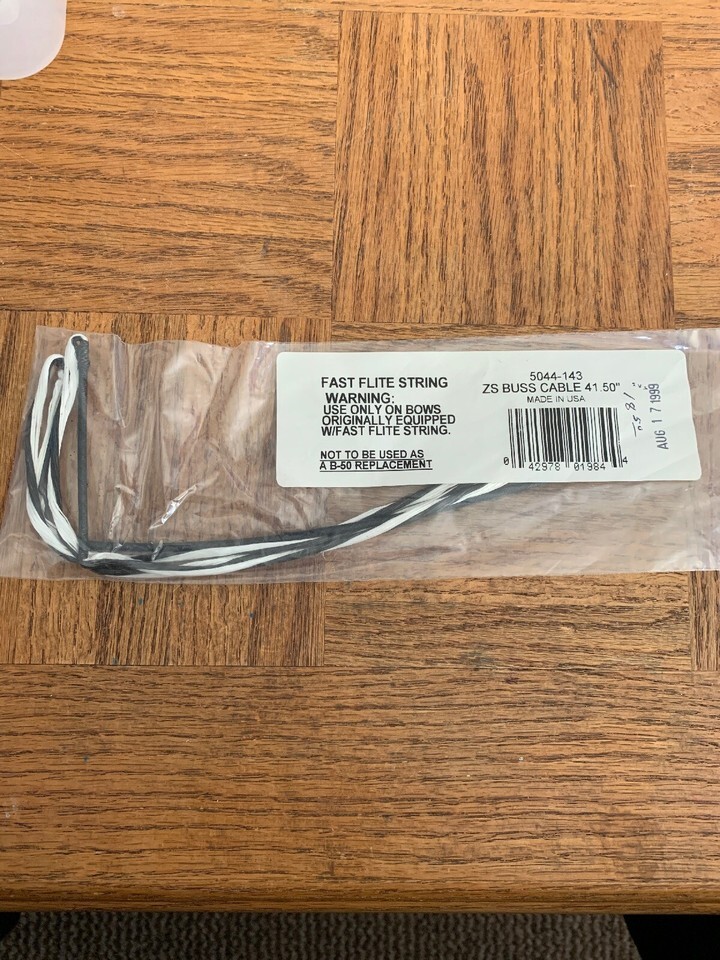 FAST FLITE STRING
WARNING:
USE ONLY ON BOWS
ORIGINALLY EQUIPPED
W/FAST FLITE STRING.
NOT TO BE USED AS
A B-50 REPLACEMENT
5044-143
ZS BUSS CABLE 41.50"
MADE IN USA
0 42978 01984 4
AUG 17 1999